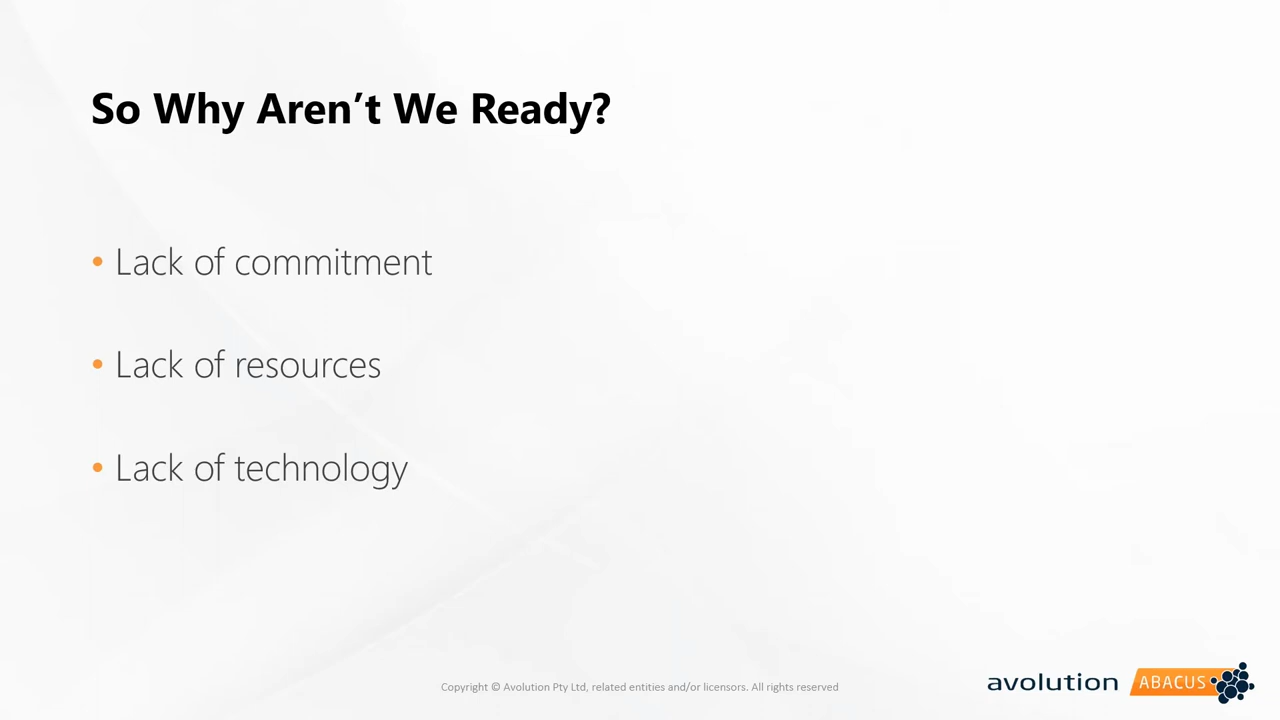 So Why Aren’t We Ready?
• Lack of commitment
• Lack of resources
• Lack of technology
Copyright © Avolution Pty Ltd, related entities and/or licensors. All rights reserved
avolution ABACUS